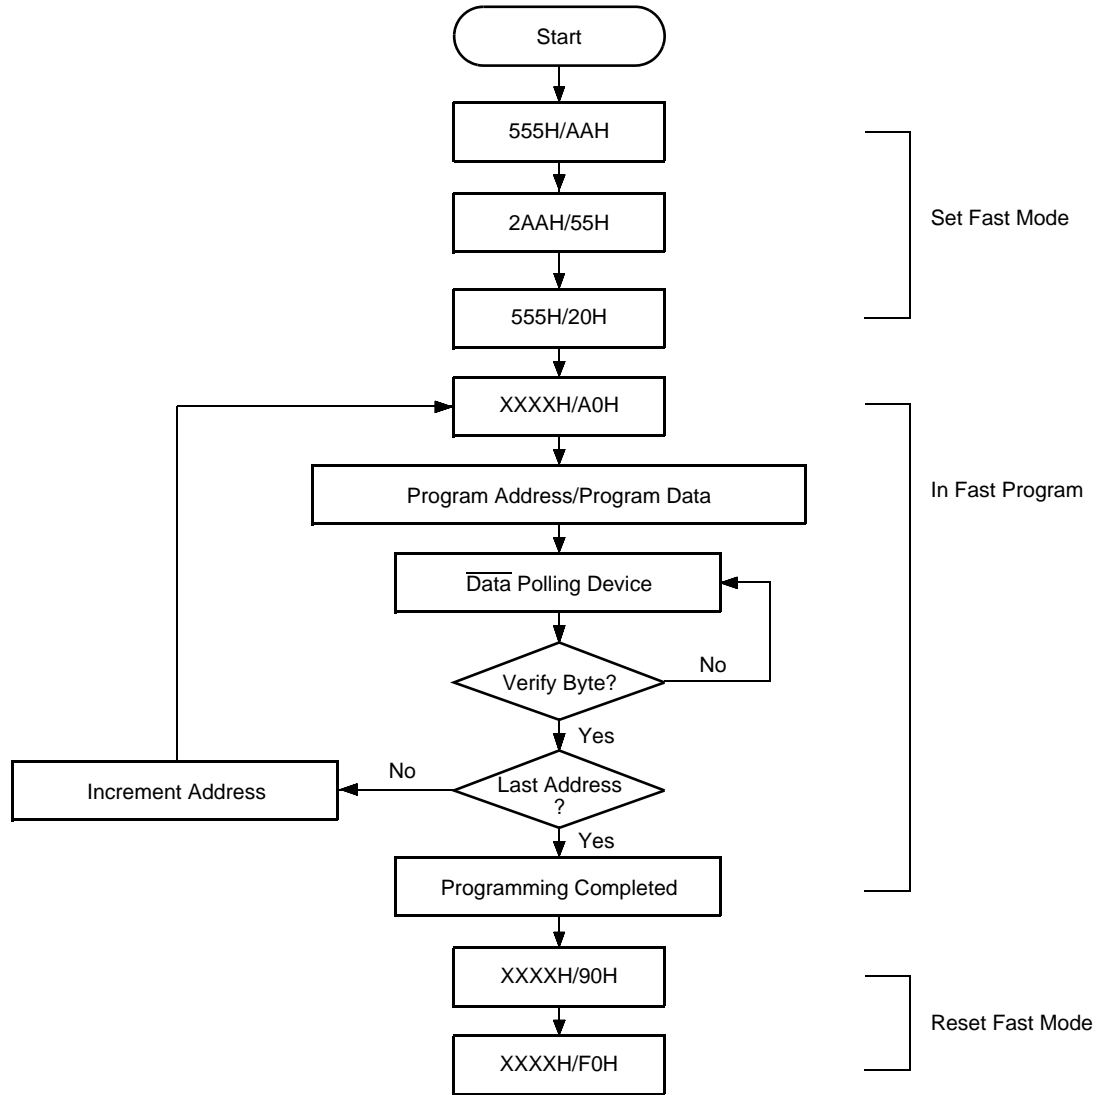 Start
555H/AAH
2AAH/55H
Set Fast Mode
555H/20H
XXXXH/A0H
Program Address/Program Data
In Fast Program
Data Polling Device
Verify Byte?
No
Yes
Last Address
?
No
Increment Address
Yes
Programming Completed
XXXXH/90H
Reset Fast Mode
XXXXH/F0H